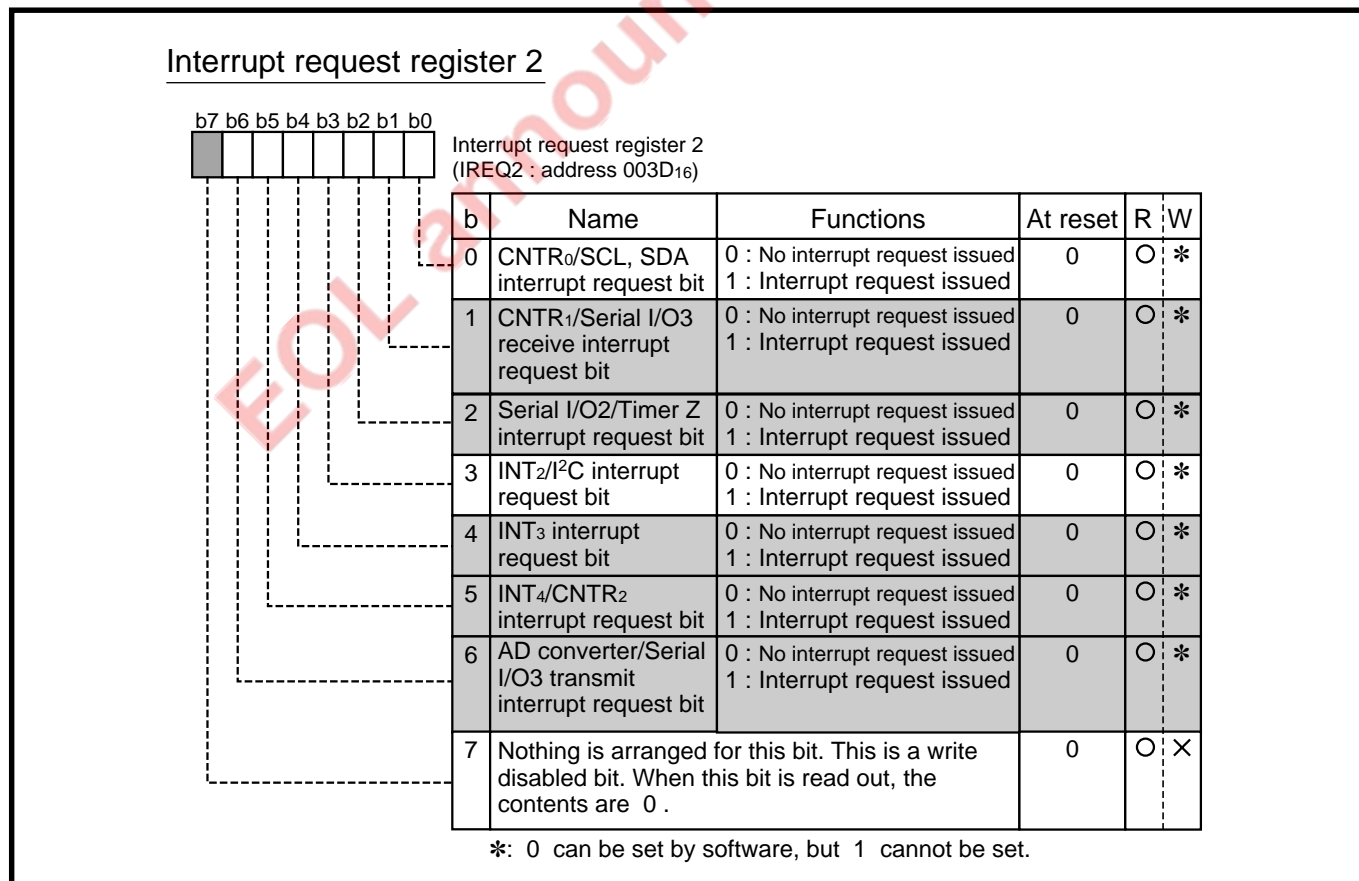 EOL announ
Interrupt request register 2
b7 b6 b5 b4 b3 b2 b1 b0
Interrupt request register 2
(IREQ2 : address 003D16)
b Name Functions At reset R W
0 CNTR0/SCL, SDA interrupt request bit 0 : No interrupt request issued 0 ○ ✻
1 : Interrupt request issued
1 CNTR1/Serial I/O3 receive interrupt request bit 0 : No interrupt request issued 0 ○ ✻
1 : Interrupt request issued
2 Serial I/O2/Timer Z interrupt request bit 0 : No interrupt request issued 0 ○ ✻
1 : Interrupt request issued
3 INT2/I²C interrupt request bit 0 : No interrupt request issued 0 ○ ✻
1 : Interrupt request issued
4 INT3 interrupt request bit 0 : No interrupt request issued 0 ○ ✻
1 : Interrupt request issued
5 INT4/CNTR2 interrupt request bit 0 : No interrupt request issued 0 ○ ✻
1 : Interrupt request issued
6 AD converter/Serial I/O3 transmit interrupt request bit 0 : No interrupt request issued 0 ○ ✻
1 : Interrupt request issued
7 Nothing is arranged for this bit. This is a write 0 ○ ×
disabled bit. When this bit is read out, the
contents are 0 .
✻: 0 can be set by software, but 1 cannot be set.